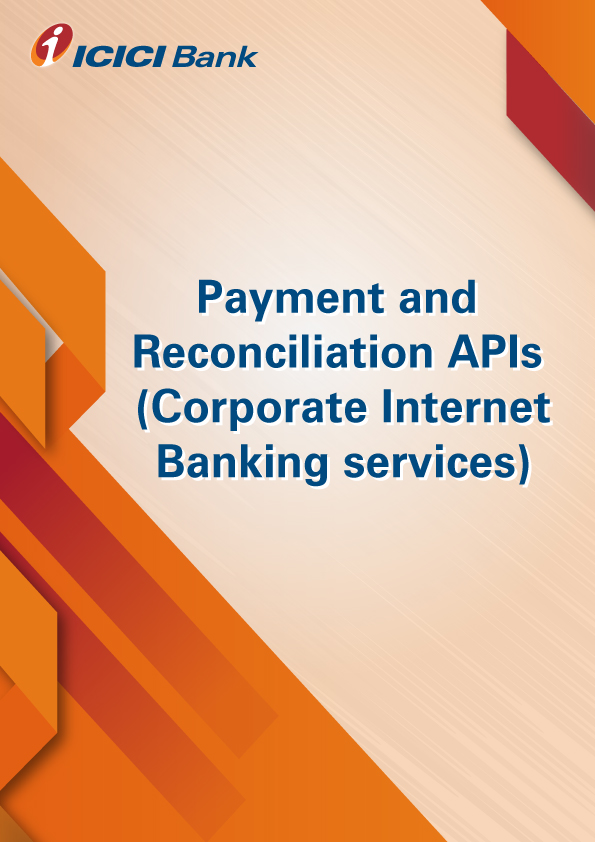 ICICI Bank
Payment and
Reconciliation APIs
(Corporate Internet
Banking services)